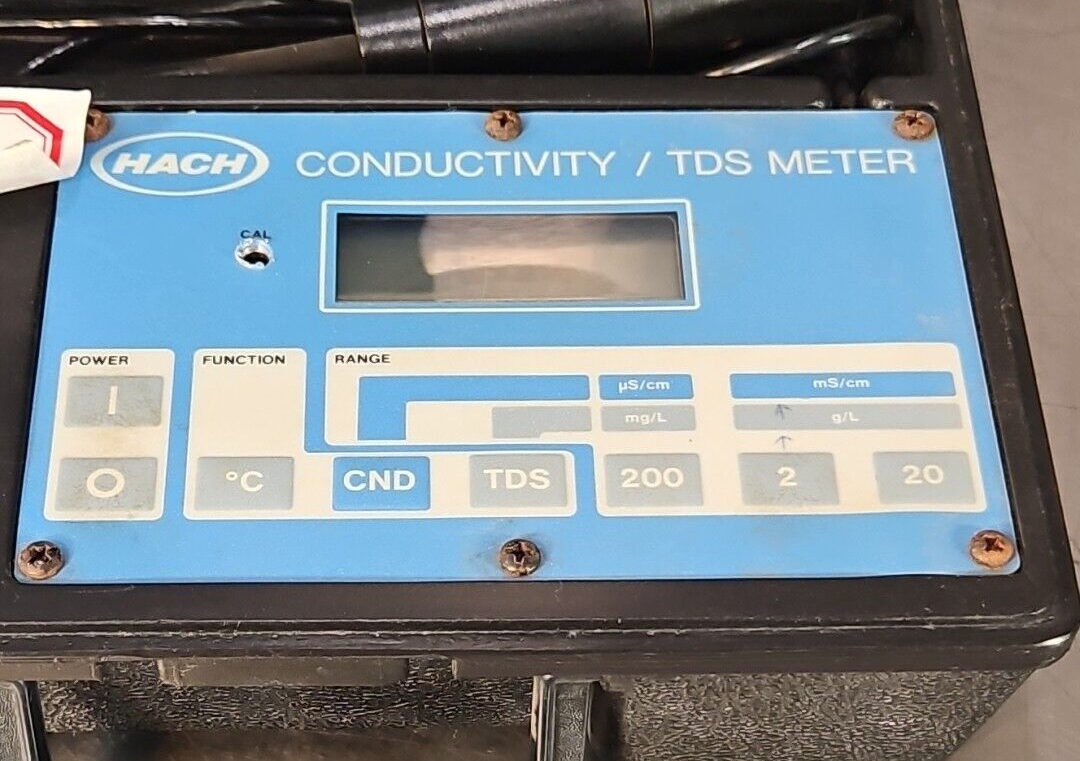 HACH
CONDUCTIVITY / TDS METER
CAL
POWER
I
O
FUNCTION
°C
CND
TDS
RANGE
µS/cm
mS/cm
mg/L
g/L
200
2
20